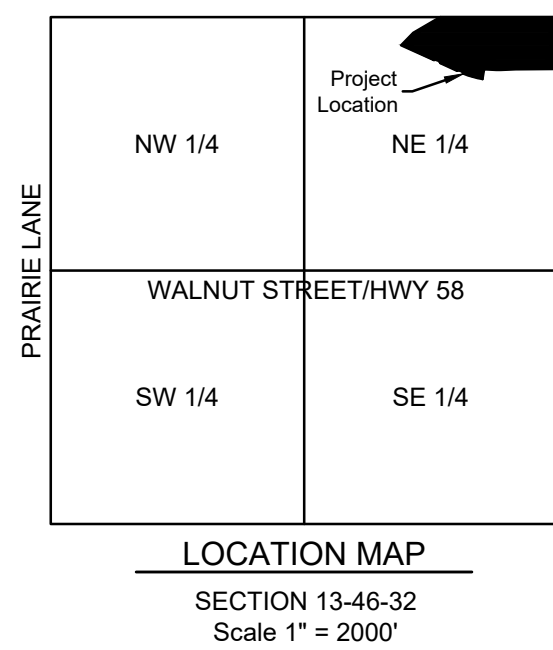 Project
Location
NW 1/4
NE 1/4
PRAIRIE LANE
WALNUT STREET/HWY 58
SW 1/4
SE 1/4
LOCATION MAP
SECTION 13-46-32
Scale 1" = 2000'